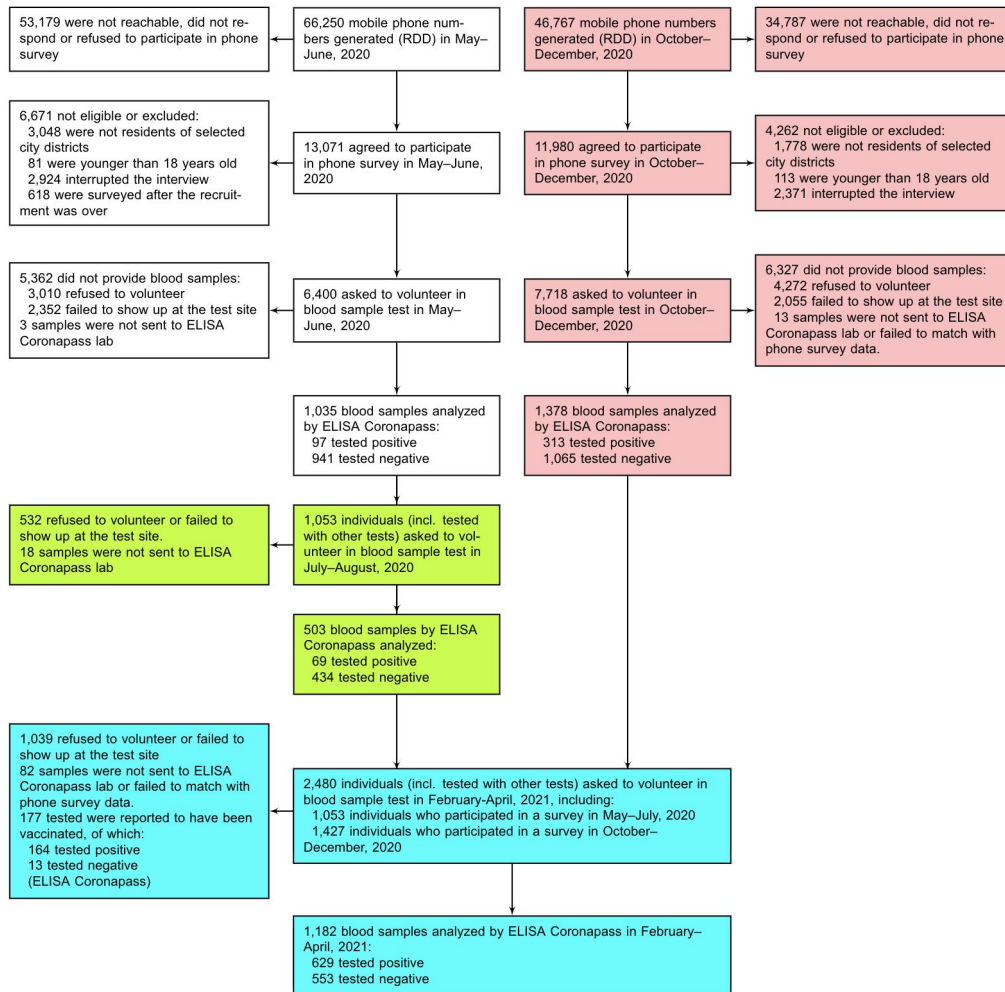 53,179 were not reachable, did not re-
spond or refused to participate in phone
survey
66,250 mobile phone num-
bers generated (RDD) in May–
June, 2020
46,767 mobile phone numbers
generated (RDD) in October–
December, 2020
34,787 were not reachable, did not re-
spond or refused to participate in phone
survey
6,671 not eligible or excluded:
3,048 were not residents of selected
city districts
81 were younger than 18 years old
2,924 interrupted the interview
618 were surveyed after the recruit-
ment was over
13,071 agreed to participate
in phone survey in May–June,
2020
11,980 agreed to participate
in phone survey in October–
December, 2020
4,262 not eligible or excluded:
1,778 were not residents of selected
city districts
113 were younger than 18 years old
2,371 interrupted the interview
5,362 did not provide blood samples:
3,010 refused to volunteer
2,352 failed to show up at the test site
3 samples were not sent to ELISA
Coronapass lab
6,400 asked to volunteer in
blood sample test in May–
June, 2020
7,718 asked to volunteer in
blood sample test in October–
December, 2020
6,327 did not provide blood samples:
4,272 refused to volunteer
2,055 failed to show up at the test site
13 samples were not sent to ELISA
Coronapass lab or failed to match with
phone survey data.
1,035 blood samples analyzed
by ELISA Coronapass:
97 tested positive
941 tested negative
1,378 blood samples analyzed
by ELISA Coronapass:
313 tested positive
1,065 tested negative
532 refused to volunteer or failed to
show up at the test site.
18 samples were not sent to ELISA
Coronapass lab
1,053 individuals (incl. tested
with other tests) asked to vol-
unteer in blood sample test in
July–August, 2020
503 blood samples by ELISA
Coronapass analyzed:
69 tested positive
434 tested negative
1,039 refused to volunteer or failed to
show up at the test site
82 samples were not sent to ELISA
Coronapass lab or failed to match with
phone survey data.
177 tested were reported to have been
vaccinated, of which:
164 tested positive
13 tested negative
(ELISA Coronapass)
2,480 individuals (incl. tested with other tests) asked to volunteer in
blood sample test in February-April, 2021, including:
1,053 individuals who participated in a survey in May–July, 2020
1,427 individuals who participated in a survey in October–
December, 2020
1,182 blood samples analyzed by ELISA Coronapass in February–
April, 2021:
629 tested positive
553 tested negative